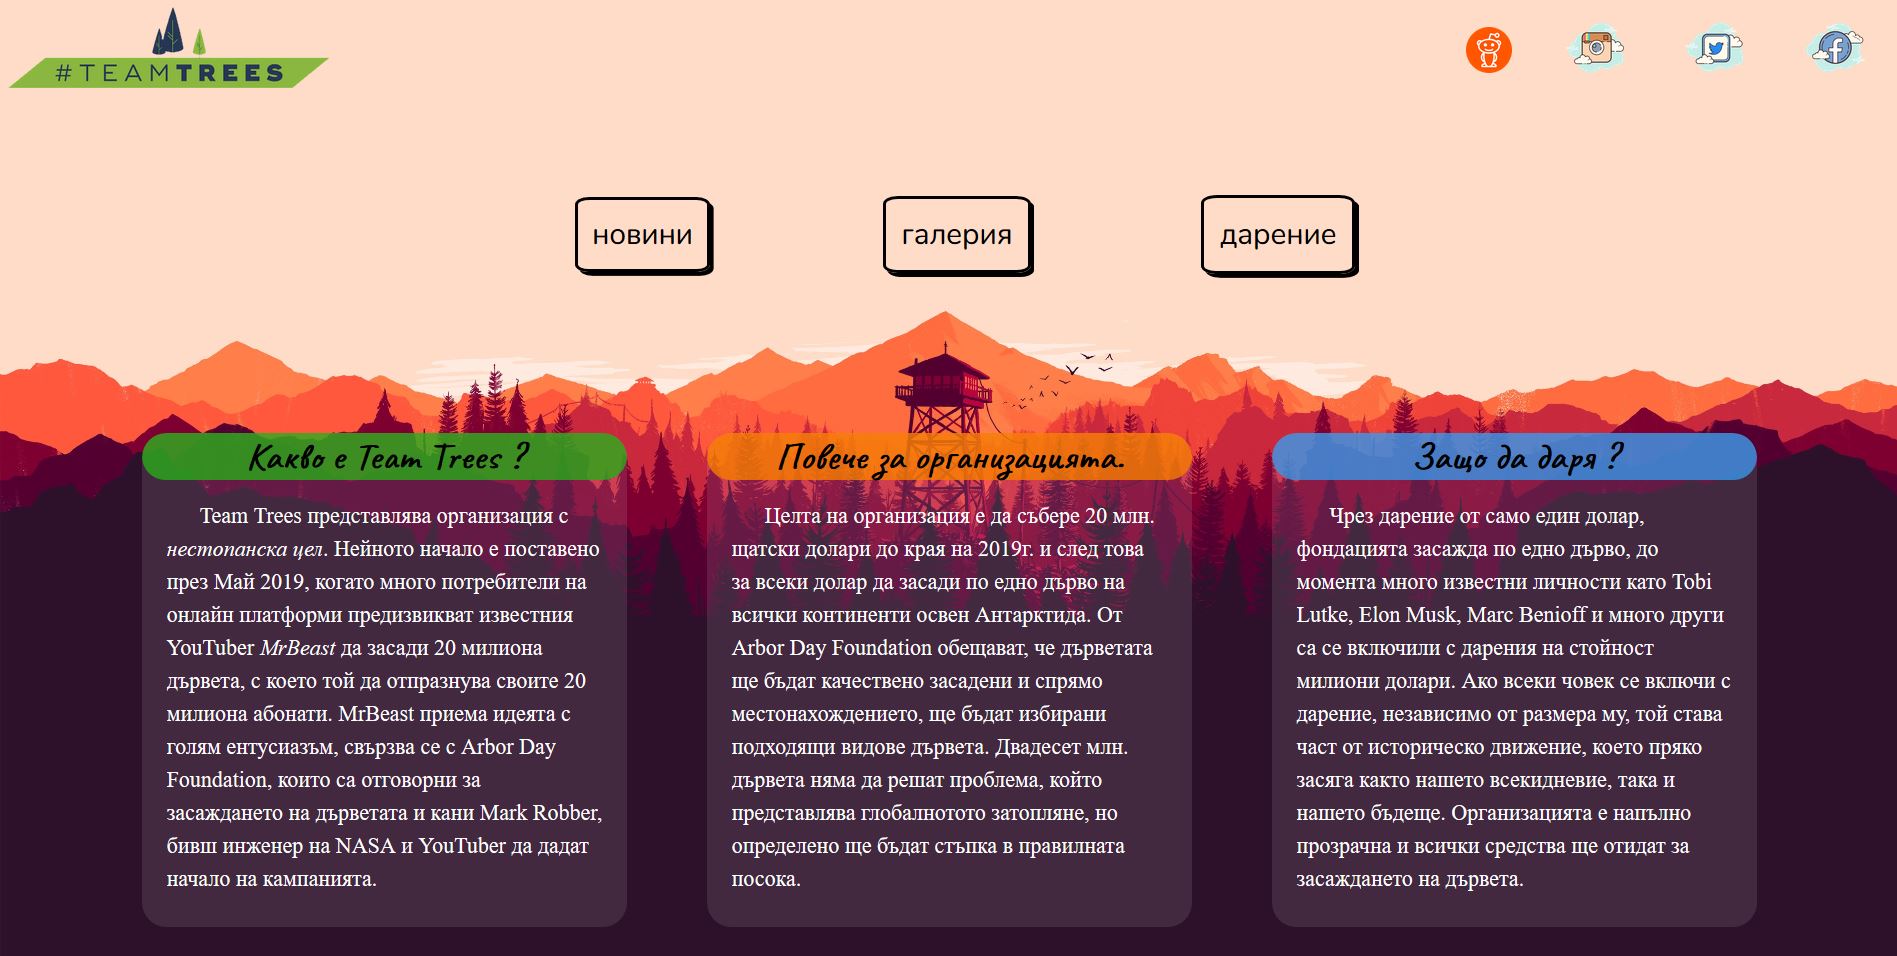 #TEAMTREES
новини
галерия
дарение
Какво е Team Trees ?
Team Trees представлява организация с
нестопанска цел. Нейното начало е поставено
през Май 2019, когато много потребители на
онлайн платформи предизвикват известния
YouTuber MrBeast да засади 20 милиона
дървета, с което той да отпразнува своите 20
милиона абонати. MrBeast приема идеята с
голям ентусиазъм, свързва се с Arbor Day
Foundation, които са отговорни за
засаждането на дърветата и кани Mark Robber,
бивш инженер на NASA и YouTuber да дадат
начало на кампанията.
Повече за организацията.
Целта на организация е да събере 20 млн.
щатски долари до края на 2019г. и след това
за всеки долар да засади по едно дърво на
всички континенти освен Антарктида. От
Arbor Day Foundation обещават, че дърветата
ще бъдат качествено засадени и спрямо
местонахождението, ще бъдат избирани
подходящи видове дървета. Двадесет млн.
дървета няма да решат проблема, който
представлява глобалнотото затопляне, но
определено ще бъдат стъпка в правилната
посока.
Защо да даря ?
Чрез дарение от само един долар,
фондацията засажда по едно дърво, до
момента много известни личности като Tobi
Lutke, Elon Musk, Marc Benioff и много други
са се включили с дарения на стойност
милиони долари. Ако всеки човек се включи с
дарение, независимо от размера му, той става
част от историческо движение, което пряко
засяга както нашето всекидневие, така и
нашето бъдеще. Организацията е напълно
прозрачна и всички средства ще отидат за
засаждането на дървета.